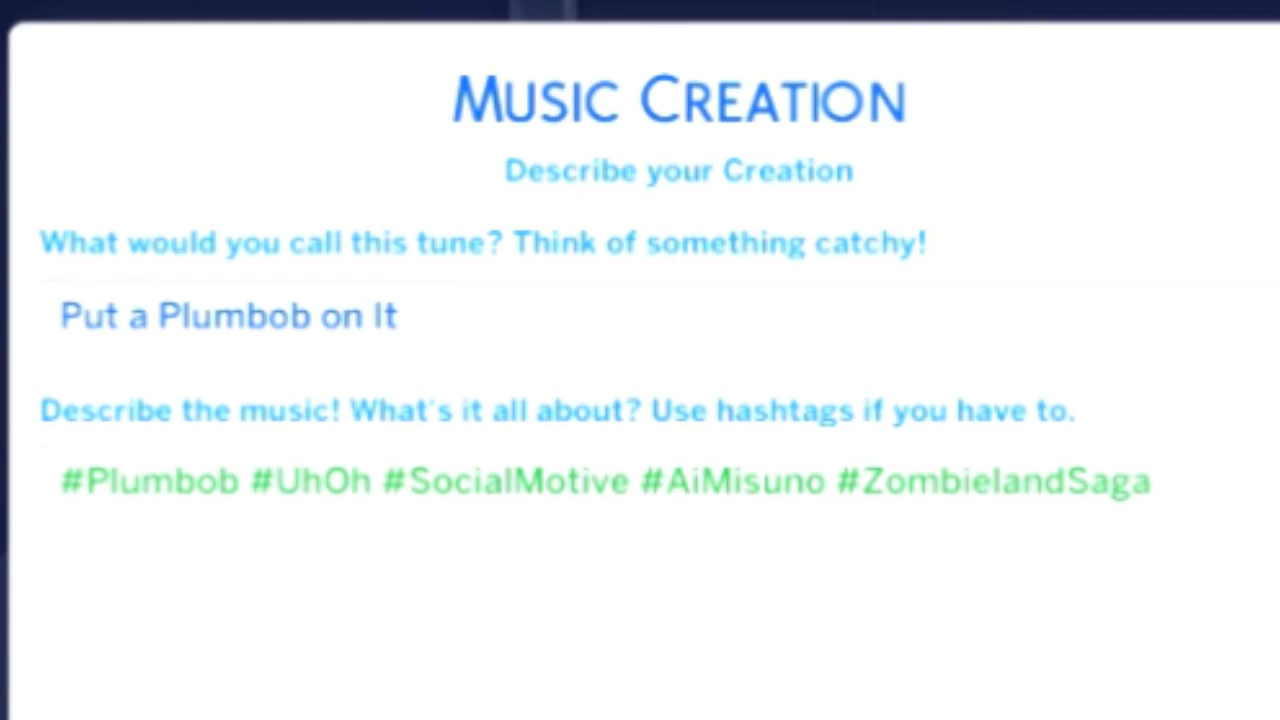 Music Creation
Describe your Creation
What would you call this tune? Think of something catchy!
Put a Plumbob on It
Describe the music! What's it all about? Use hashtags if you have to.
#Plumbob #UhOh #SocialMotive #AiMisuno #ZombielandSaga